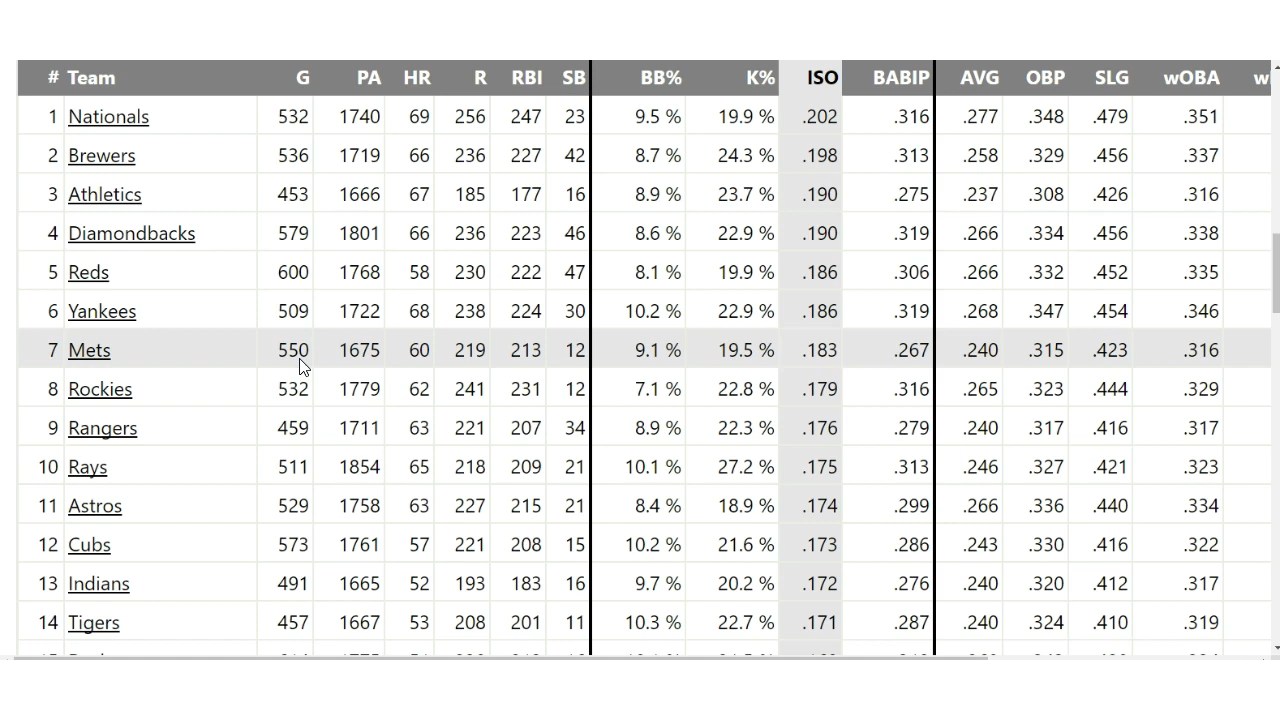 # Team G PA HR R RBI SB BB% K% ISO BABIP AVG OBP SLG wOBA
1 Nationals 532 1740 69 256 247 23 9.5 % 19.9 % .202 .316 .277 .348 .479 .351
2 Brewers 536 1719 66 236 227 42 8.7 % 24.3 % .198 .313 .258 .329 .456 .337
3 Athletics 453 1666 67 185 177 16 8.9 % 23.7 % .190 .275 .237 .308 .426 .316
4 Diamondbacks 579 1801 66 236 223 46 8.6 % 22.9 % .190 .319 .266 .334 .456 .338
5 Reds 600 1768 58 230 222 47 8.1 % 19.9 % .186 .306 .266 .332 .452 .335
6 Yankees 509 1722 68 238 224 30 10.2 % 22.9 % .186 .319 .268 .347 .454 .346
7 Mets 550 1675 60 219 213 12 9.1 % 19.5 % .183 .267 .240 .315 .423 .316
8 Rockies 532 1779 62 241 231 12 7.1 % 22.8 % .179 .316 .265 .323 .444 .329
9 Rangers 459 1711 63 221 207 34 8.9 % 22.3 % .176 .279 .240 .317 .416 .317
10 Rays 511 1854 65 218 209 21 10.1 % 27.2 % .175 .313 .246 .327 .421 .323
11 Astros 529 1758 63 227 215 21 8.4 % 18.9 % .174 .299 .266 .336 .440 .334
12 Cubs 573 1761 57 221 208 15 10.2 % 21.6 % .173 .286 .243 .330 .416 .322
13 Indians 491 1665 52 193 183 16 9.7 % 20.2 % .172 .276 .240 .320 .412 .317
14 Tigers 457 1667 53 208 201 11 10.3 % 22.7 % .171 .287 .240 .324 .410 .319